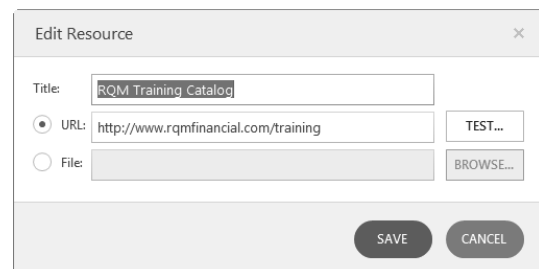 Edit Resource
Title: RQM Training Catalog
URL: http://www.rqmfinancial.com/training TEST...
File: BROWSE...
SAVE CANCEL